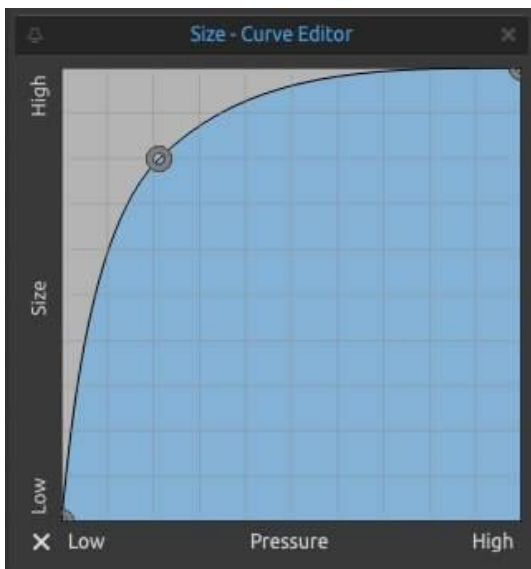 Size - Curve Editor
High
Size
Low
Low Pressure High